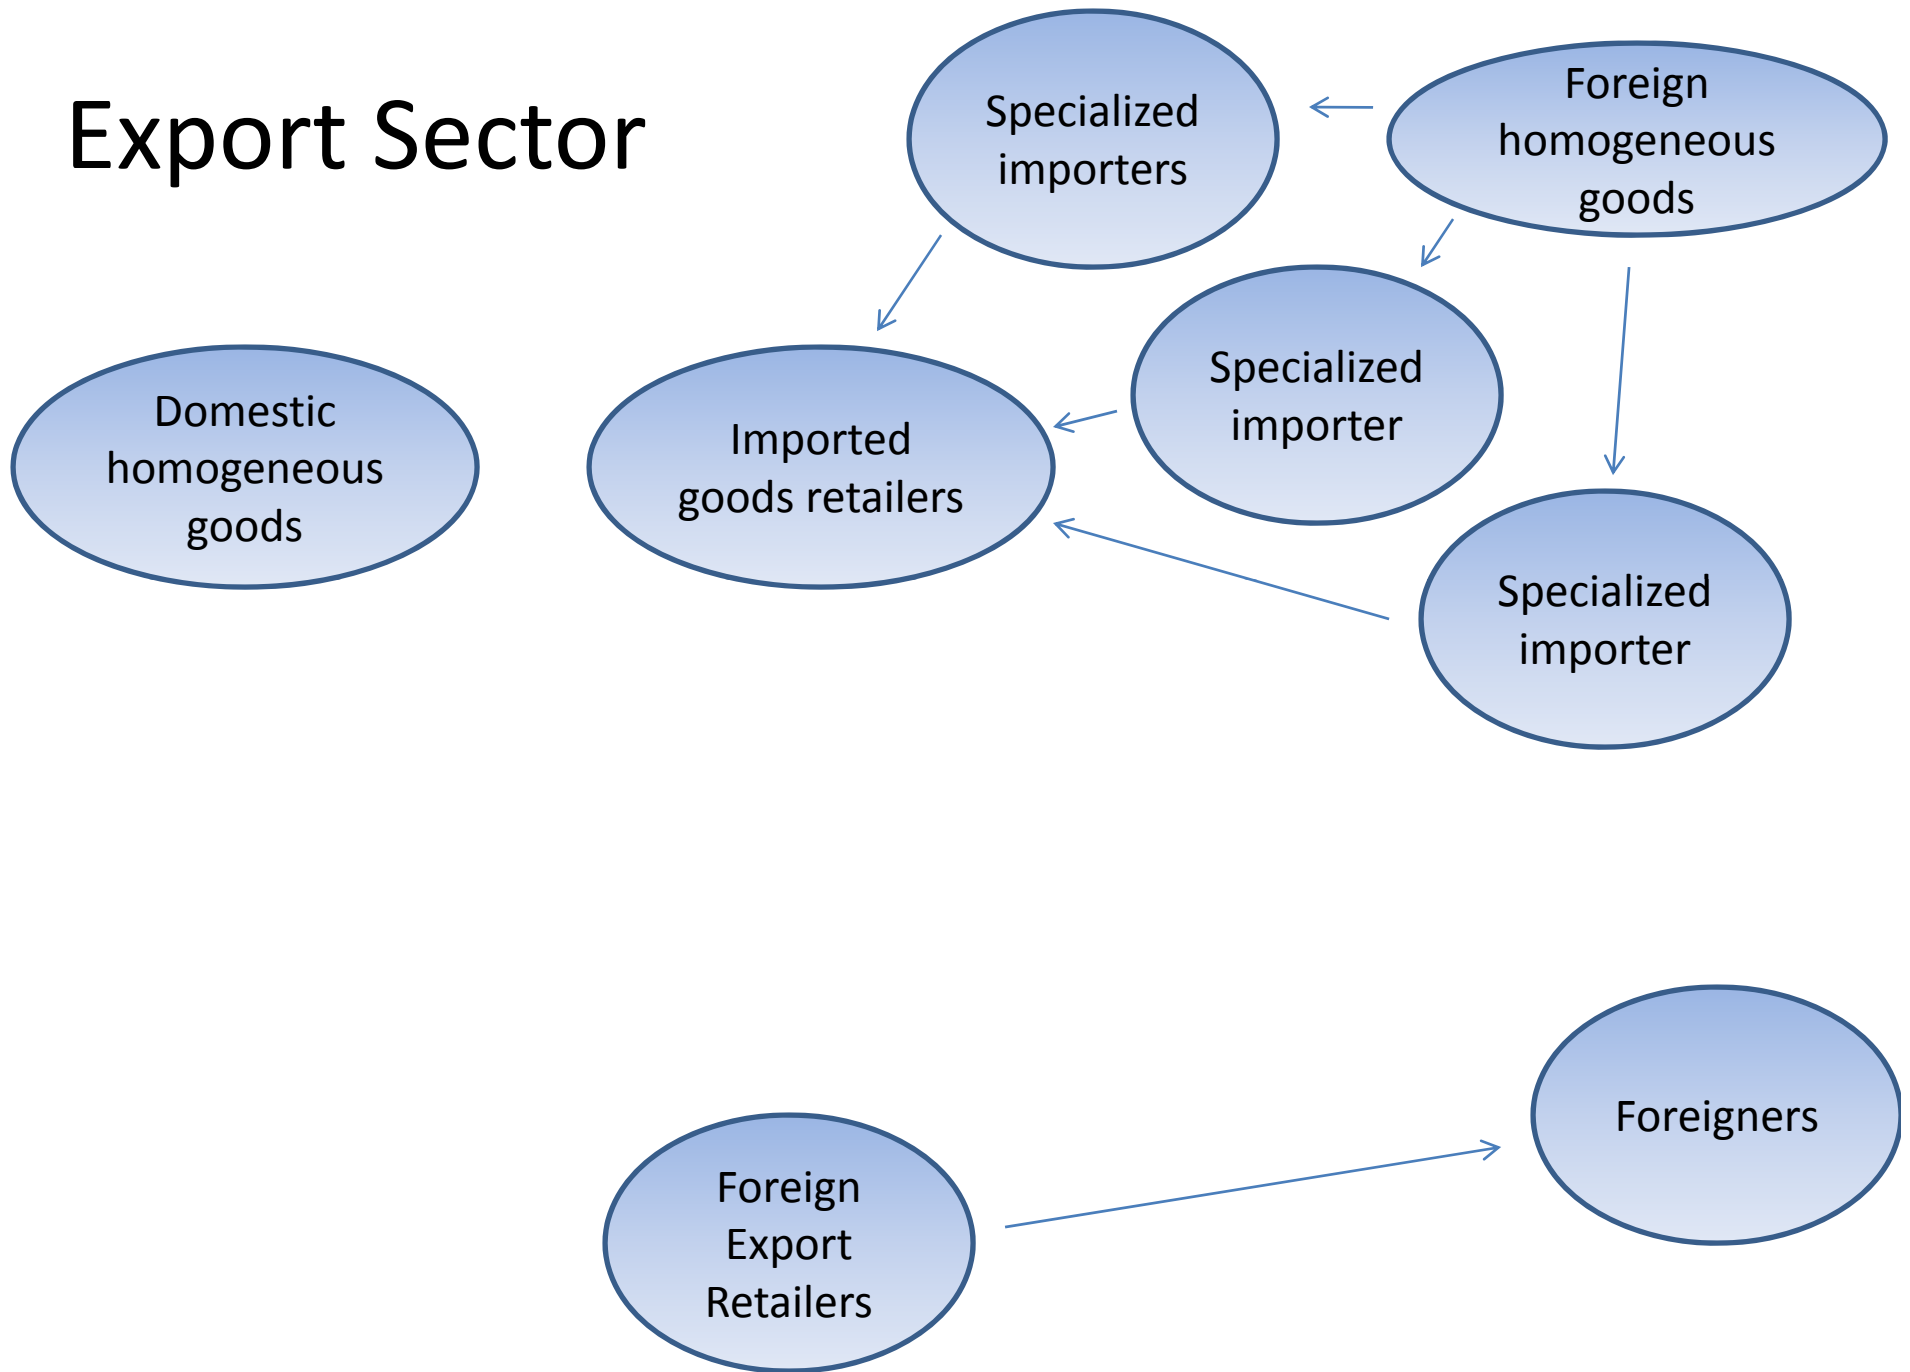 Export Sector
Specialized
importers
Foreign
homogeneous
goods
Domestic
homogeneous
goods
Imported
goods retailers
Specialized
importer
Specialized
importer
Foreign
Export
Retailers
Foreigners